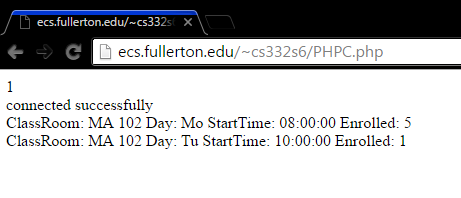 ecs.fullerton.edu/~cs332s6
ecs.fullerton.edu/~cs332s6/PHPC.php
1
connected successfully
ClassRoom: MA 102 Day: Mo StartTime: 08:00:00 Enrolled: 5
ClassRoom: MA 102 Day: Tu StartTime: 10:00:00 Enrolled: 1